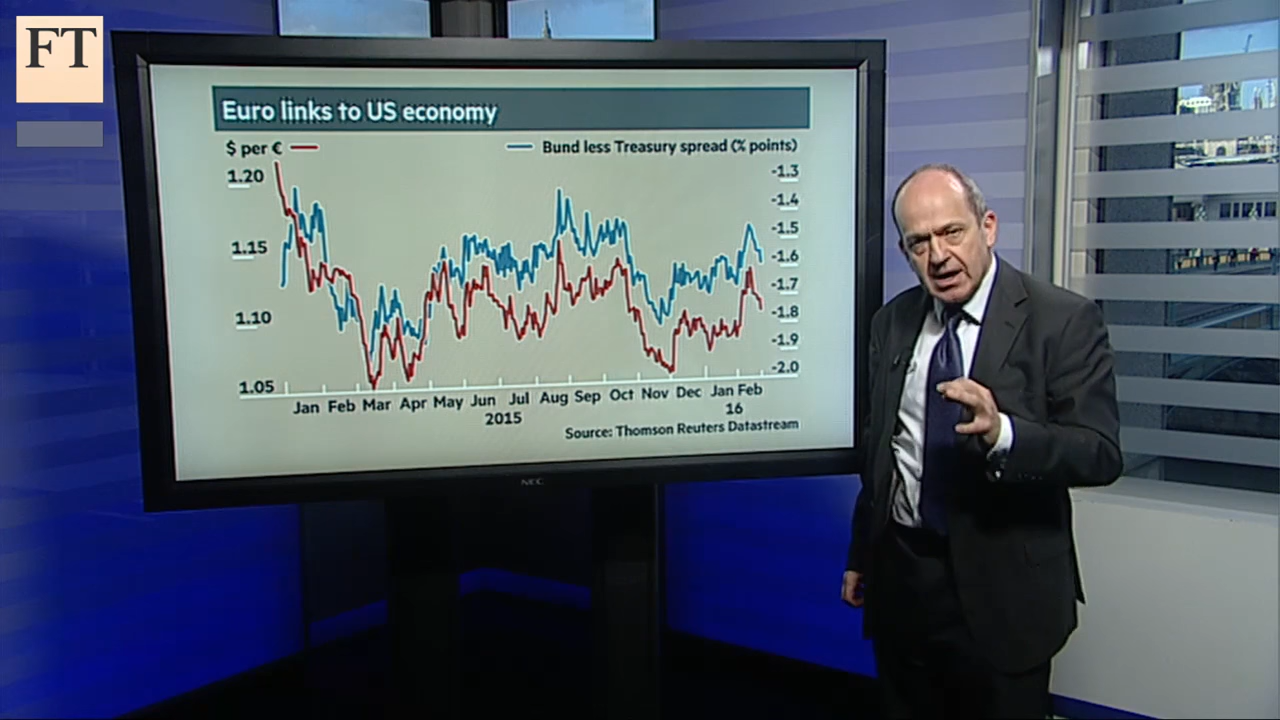 FT
Euro links to US economy
$ per €
Bund less Treasury spread (% points)
1.20
1.15
1.10
1.05
-1.3
-1.4
-1.5
-1.6
-1.7
-1.8
-1.9
-2.0
Jan Feb Mar Apr May Jun Jul Aug Sep Oct Nov Dec Jan Feb
2015 16
Source: Thomson Reuters Datastream
NEC